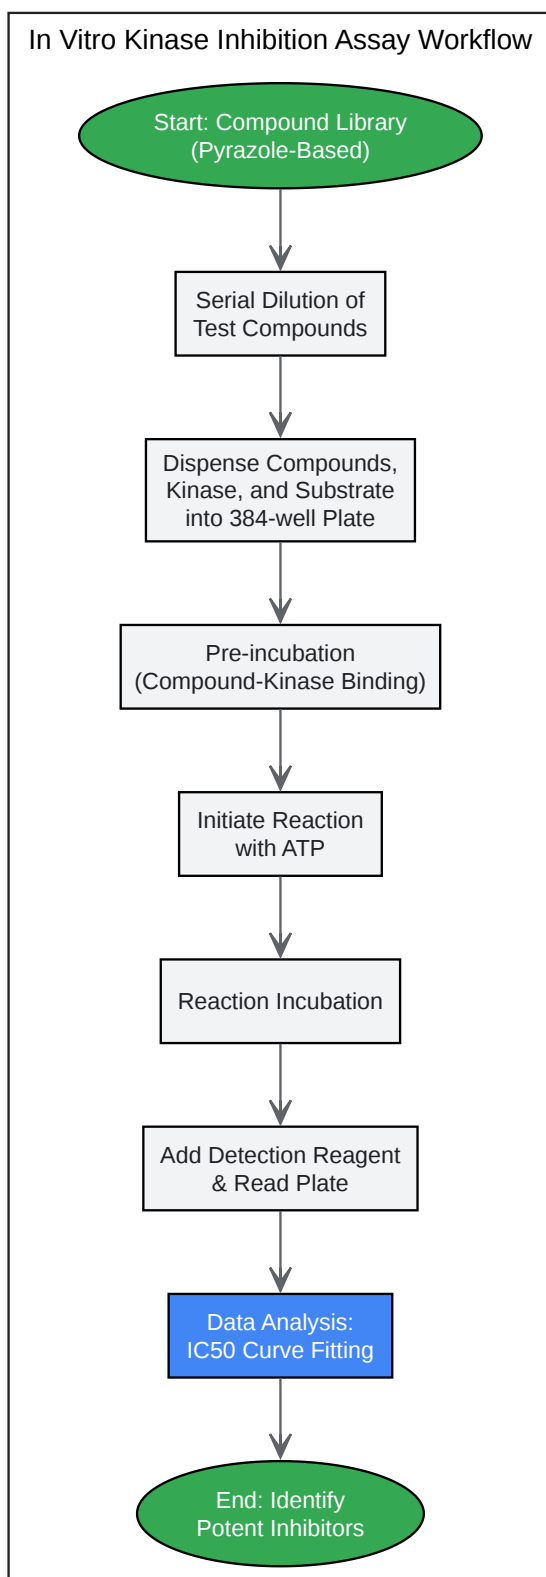 In Vitro Kinase Inhibition Assay Workflow
Start: Compound Library
(Pyrazole-Based)
Serial Dilution of
Test Compounds
Dispense Compounds,
Kinase, and Substrate
into 384-well Plate
Pre-incubation
(Compound-Kinase Binding)
Initiate Reaction
with ATP
Reaction Incubation
Add Detection Reagent
& Read Plate
Data Analysis:
IC50 Curve Fitting
End: Identify
Potent Inhibitors